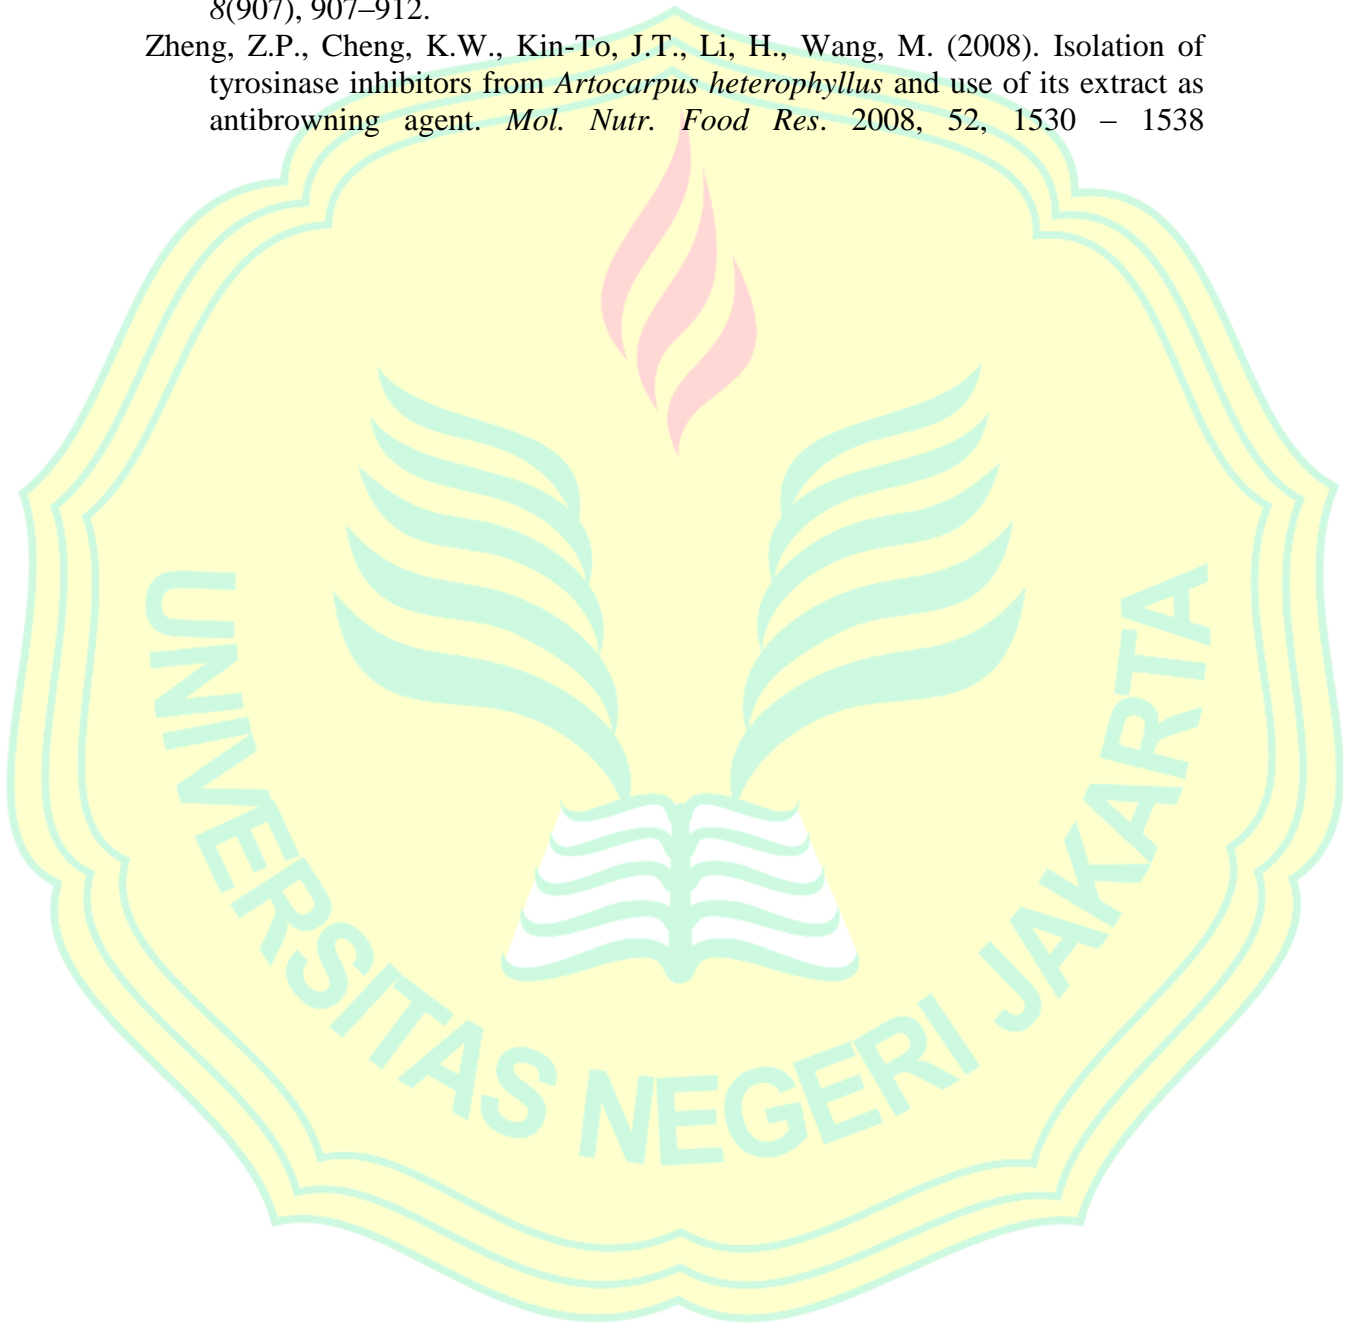 8(907), 907–912.
Zheng, Z.P., Cheng, K.W., Kin-To, J.T., Li, H., Wang, M. (2008). Isolation of
tyrosinase inhibitors from Artocarpus heterophyllus and use of its extract as
antibrowning agent. Mol. Nutr. Food Res. 2008, 52, 1530 – 1538
UNIVERSITAS NEGERI JAKARTA